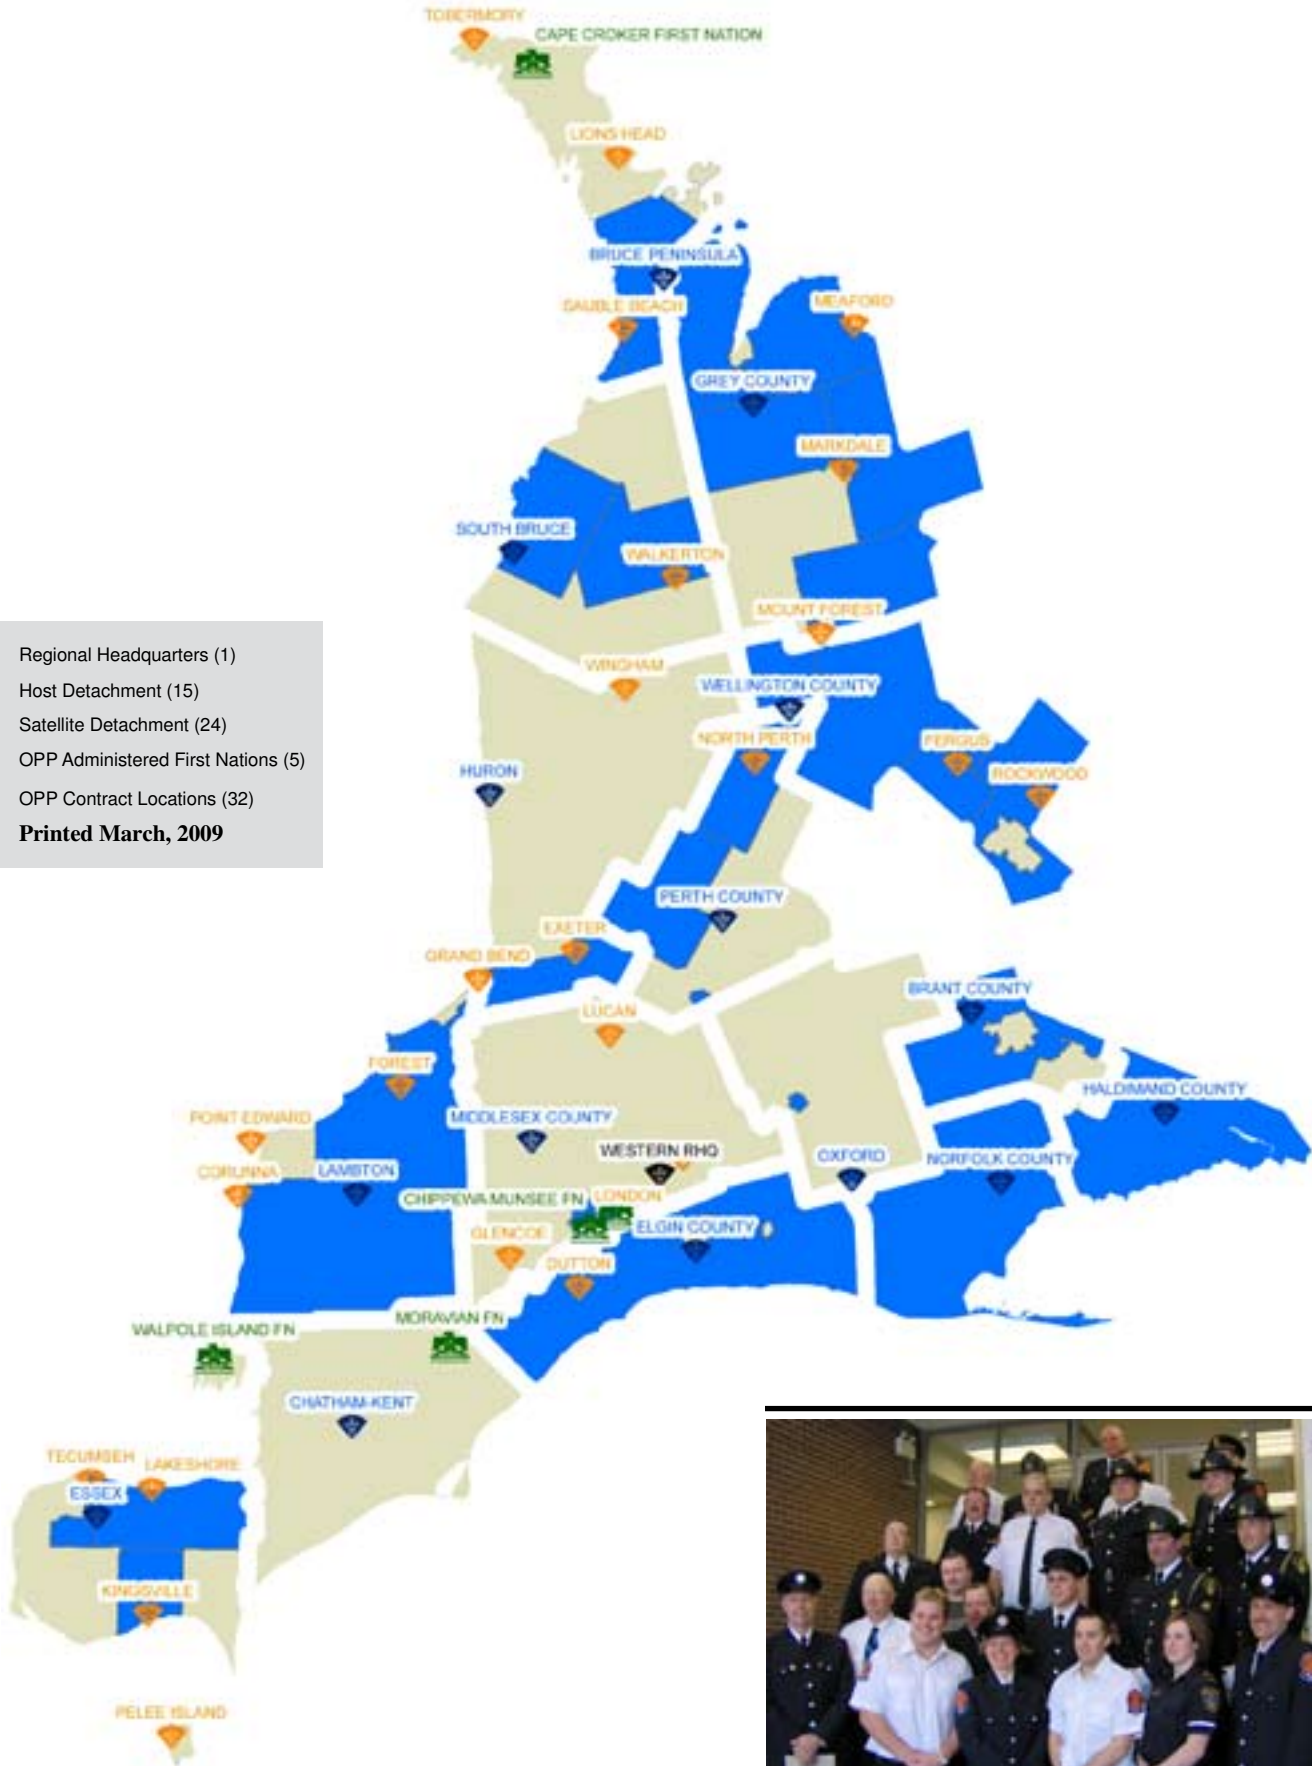 TOBERMORY
CAPE CROKER FIRST NATION
LIONS HEAD
BRUCE PENINSULA
SAUBLE BEACH
MEAFORD
GREY COUNTY
MARKDALE
SOUTH BRUCE
WALKERTON
MOUNT FOREST
WINGHAM
WELLINGTON COUNTY
NORTH PERTH
FERGUS
ROCKWOOD
HURON
Regional Headquarters (1)
Host Detachment (15)
Satellite Detachment (24)
OPP Administered First Nations (5)
OPP Contract Locations (32)
Printed March, 2009
PERTH COUNTY
EXETER
GRAND BEND
BRANT COUNTY
LUCAN
FOREST
HALDIMAND COUNTY
POINT EDWARD
MIDDLESEX COUNTY
WESTERN RHQ
OXFORD
NORFOLK COUNTY
CORUNNA
LAMBTON
CHIPPEWA MUNSEE FN
LONDON
GLENCOE
ELGIN COUNTY
DUTTON
MORAVIAN FN
WALPOLE ISLAND FN
CHATHAM-KENT
TECUMSEH
LAKESHORE
ESSEX
KINGSVILLE
PELEE ISLAND